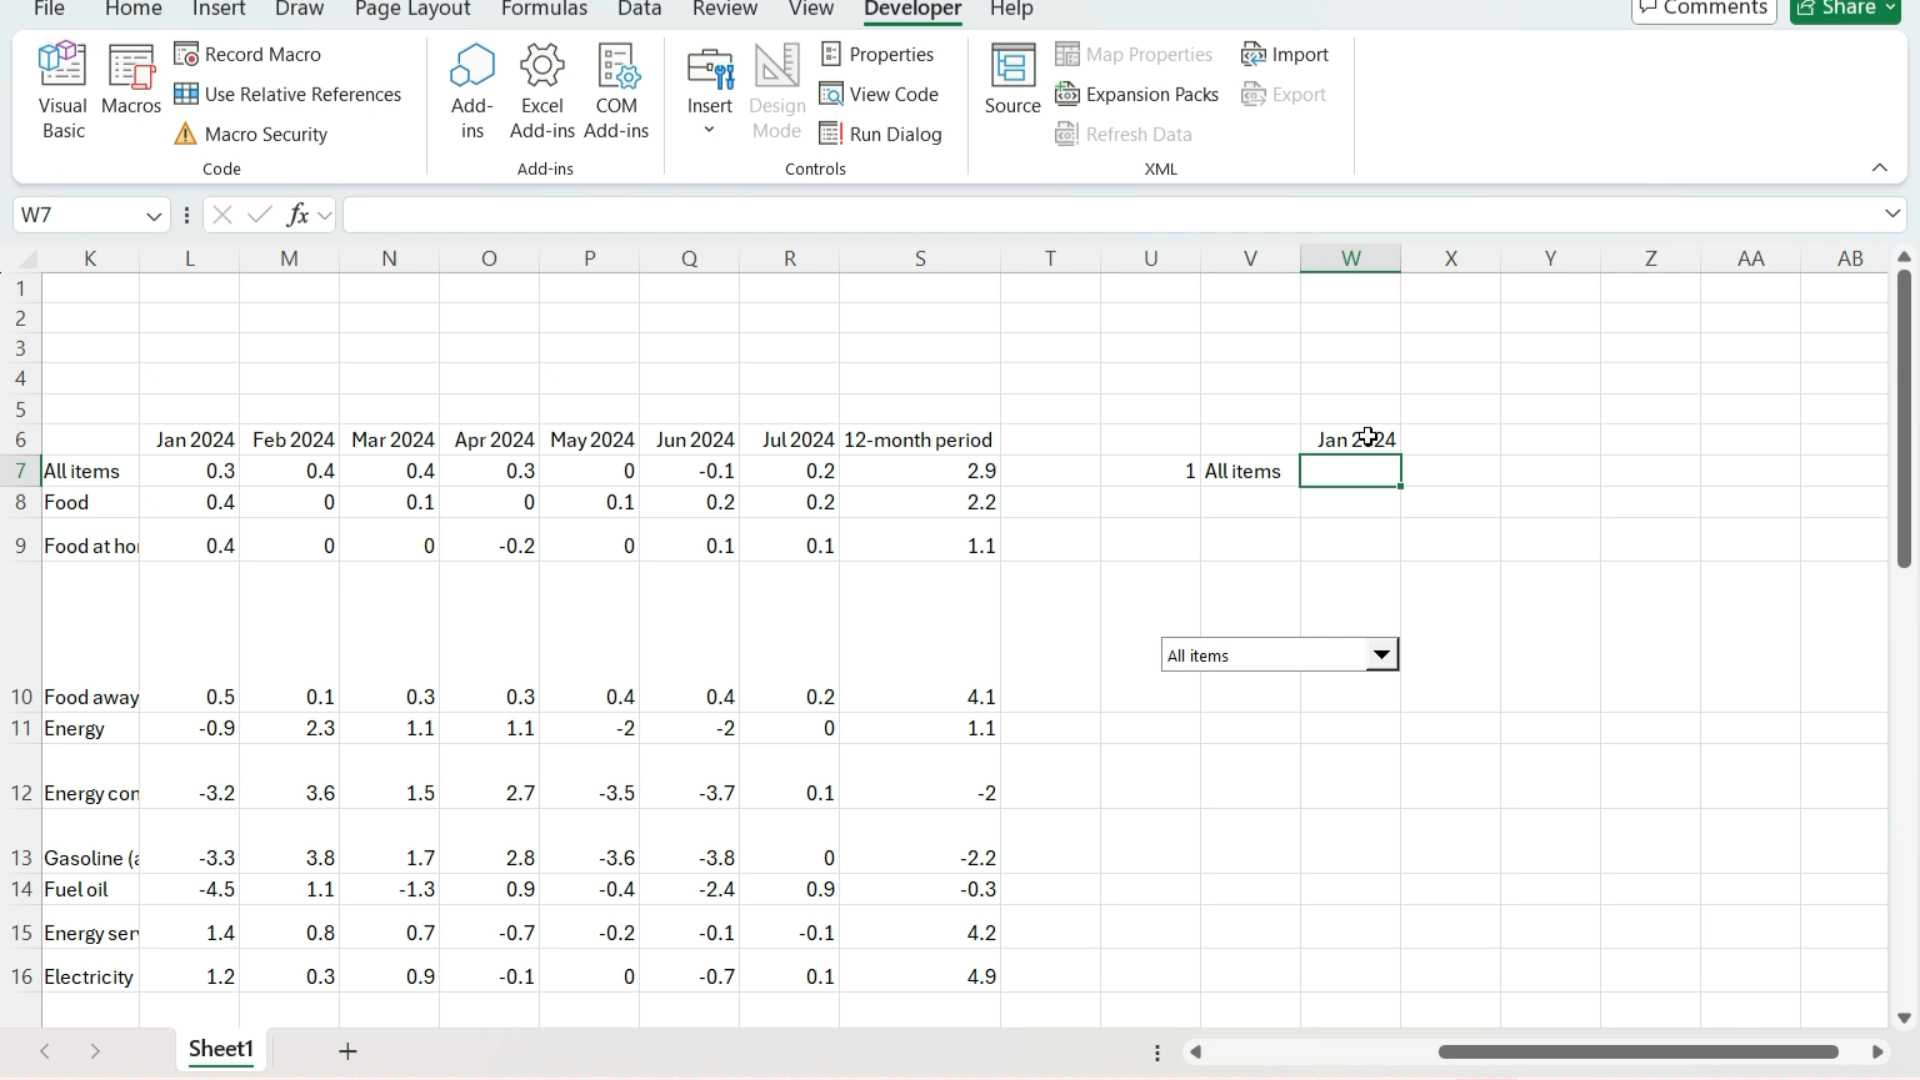 File Home Insert Draw Page Layout Formulas Data Review View Developer Help Comments Share
Visual Basic Macros Record Macro
Use Relative References
Macro Security
Code
Add-ins Excel Add-ins COM Add-ins
Add-ins
Insert Design Mode Properties
View Code
Run Dialog
Controls
Source Map Properties Import
Expansion Packs Export
Refresh Data
XML
W7 fx
K L M N O P Q R S T U V W X Y Z AA AB
1
2
3
4
5
6 Jan 2024 Feb 2024 Mar 2024 Apr 2024 May 2024 Jun 2024 Jul 2024 12-month period Jan 2024
7 All items 0.3 0.4 0.4 0.3 0 -0.1 0.2 2.9 1 All items
8 Food 0.4 0 0.1 0 0.1 0.2 0.2 2.2
9 Food at ho 0.4 0 0 -0.2 0 0.1 0.1 1.1
All items
10 Food away 0.5 0.1 0.3 0.3 0.4 0.4 0.2 4.1
11 Energy -0.9 2.3 1.1 1.1 -2 -2 0 1.1
12 Energy con -3.2 3.6 1.5 2.7 -3.5 -3.7 0.1 -2
13 Gasoline (a -3.3 3.8 1.7 2.8 -3.6 -3.8 0 -2.2
14 Fuel oil -4.5 1.1 -1.3 0.9 -0.4 -2.4 0.9 -0.3
15 Energy ser 1.4 0.8 0.7 -0.7 -0.2 -0.1 -0.1 4.2
16 Electricity 1.2 0.3 0.9 -0.1 0 -0.7 0.1 4.9
Sheet1